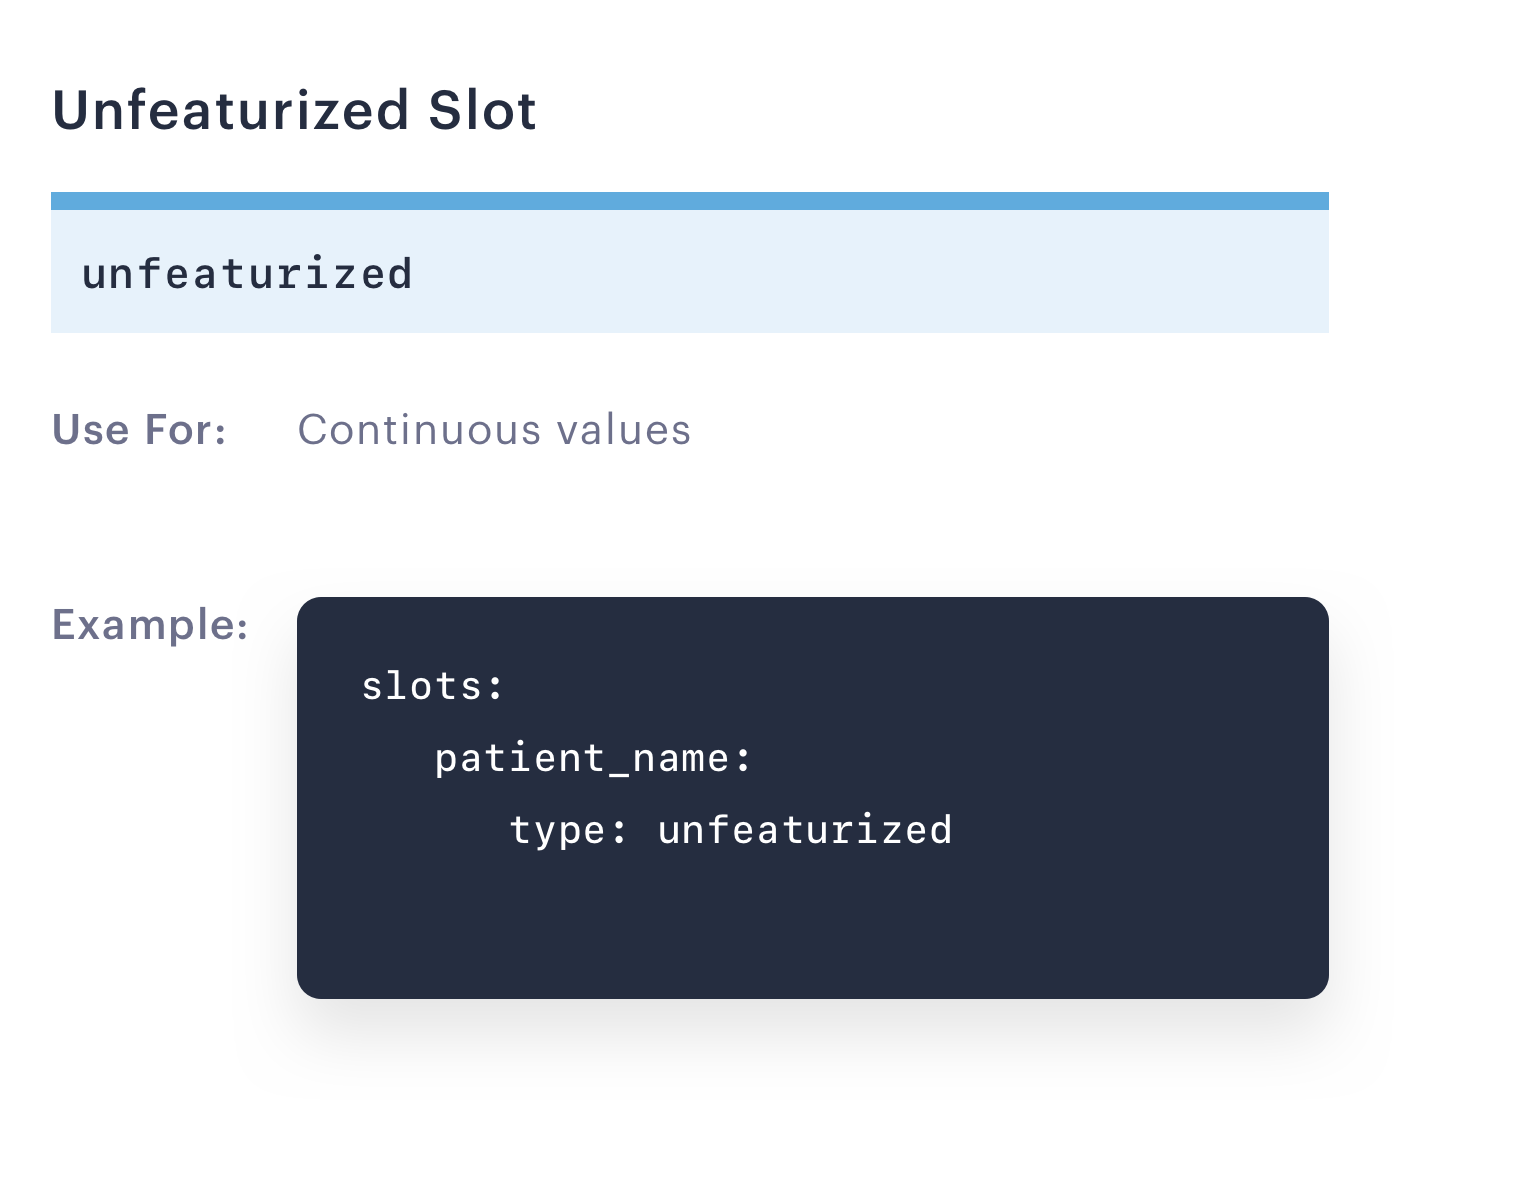 Unfeaturized Slot
unfeaturized
Use For: Continuous values
Example:
slots:
patient_name:
type: unfeaturized